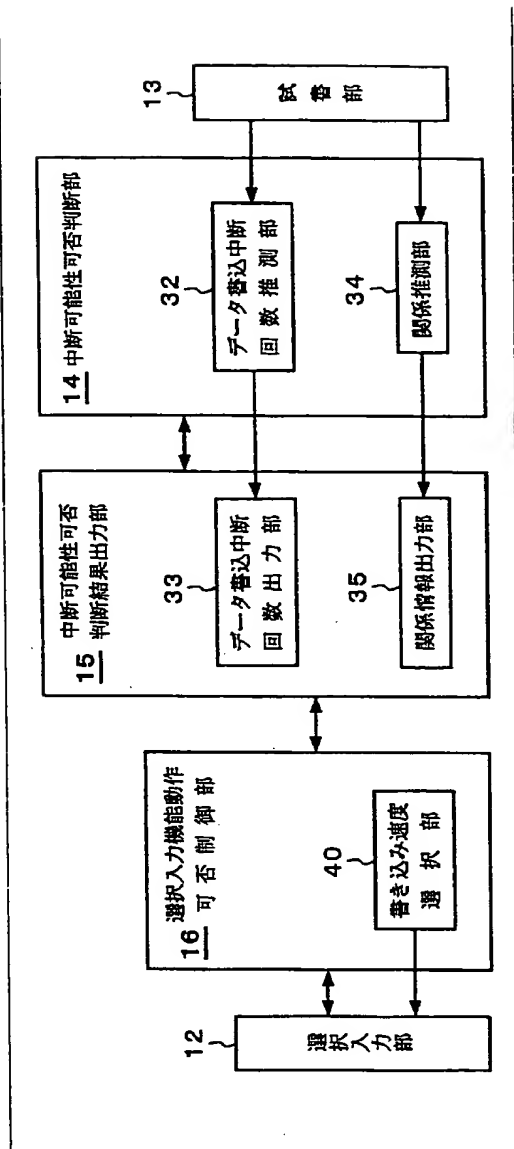 13
試書部
14 中断可能性可否判断部
32
データ書込中断
回数推測部
34
関係推測部
中断可能性可否
15 判断結果出力部
33
データ書込中断
回数出力部
35
関係情報出力部
選択入力機能動作
16 可否制御部
40
書き込み速度
選択部
12
選択入力部